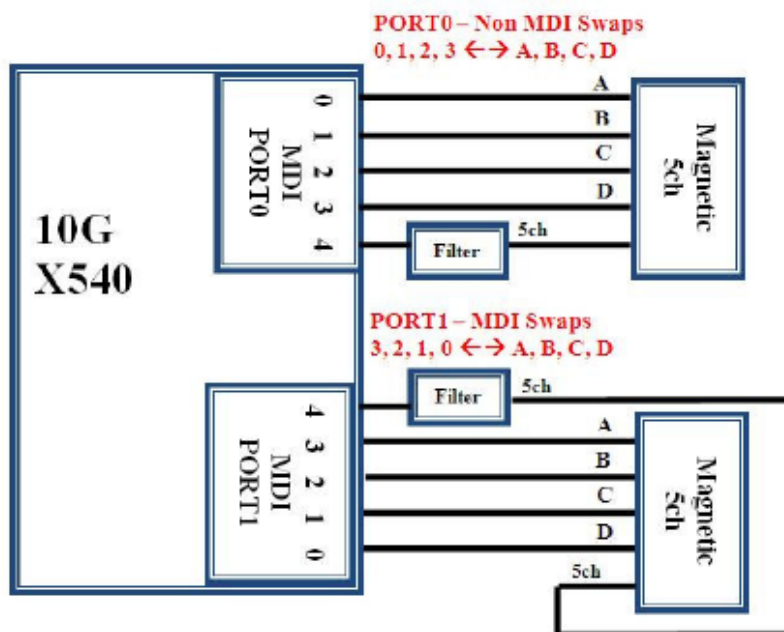 PORT0 – Non MDI Swaps
0, 1, 2, 3 ←→ A, B, C, D
10G
X540
MDI
PORT0
0
1
2
3
4
A
B
C
D
5ch
Filter
Magnetic
5ch
PORT1 – MDI Swaps
3, 2, 1, 0 ←→ A, B, C, D
MDI
PORT1
4
3
2
1
0
Filter
5ch
A
B
C
D
5ch
Magnetic
5ch